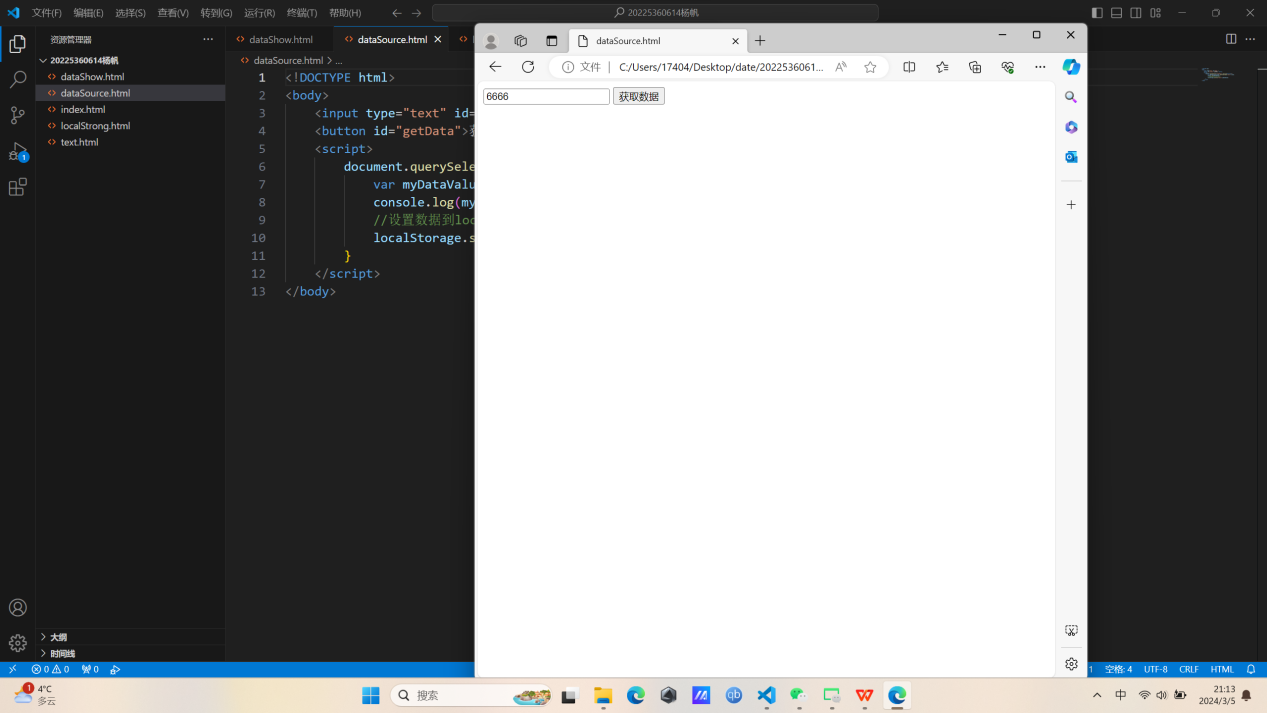 文件(F) 编辑(E) 选择(S) 查看(V) 转到(G) 运行(R) 终端(T) 帮助(H) 20225360614杨帆
资源管理器
20225360614杨帆
dataShow.html
dataSource.html
index.html
localStrong.html
text.html
大纲
时间线
dataShow.html dataSource.html
dataSource.html > ...
1 <!DOCTYPE html>
2 <body>
3 <input type="text" id=
4 <button id="getData">
5 <script>
6 document.querySele
7 var myDataValu
8 console.log(my
9 //设置数据到loc
10 localStorage.s
11 }
12 </script>
13 </body>
dataSource.html
文件 C:/Users/17404/Desktop/date/2022536061...
6666 获取数据
0 0 0 空格: 4 UTF-8 CRLF HTML
1 4°C
多云
搜索
中 21:13
2024/3/5